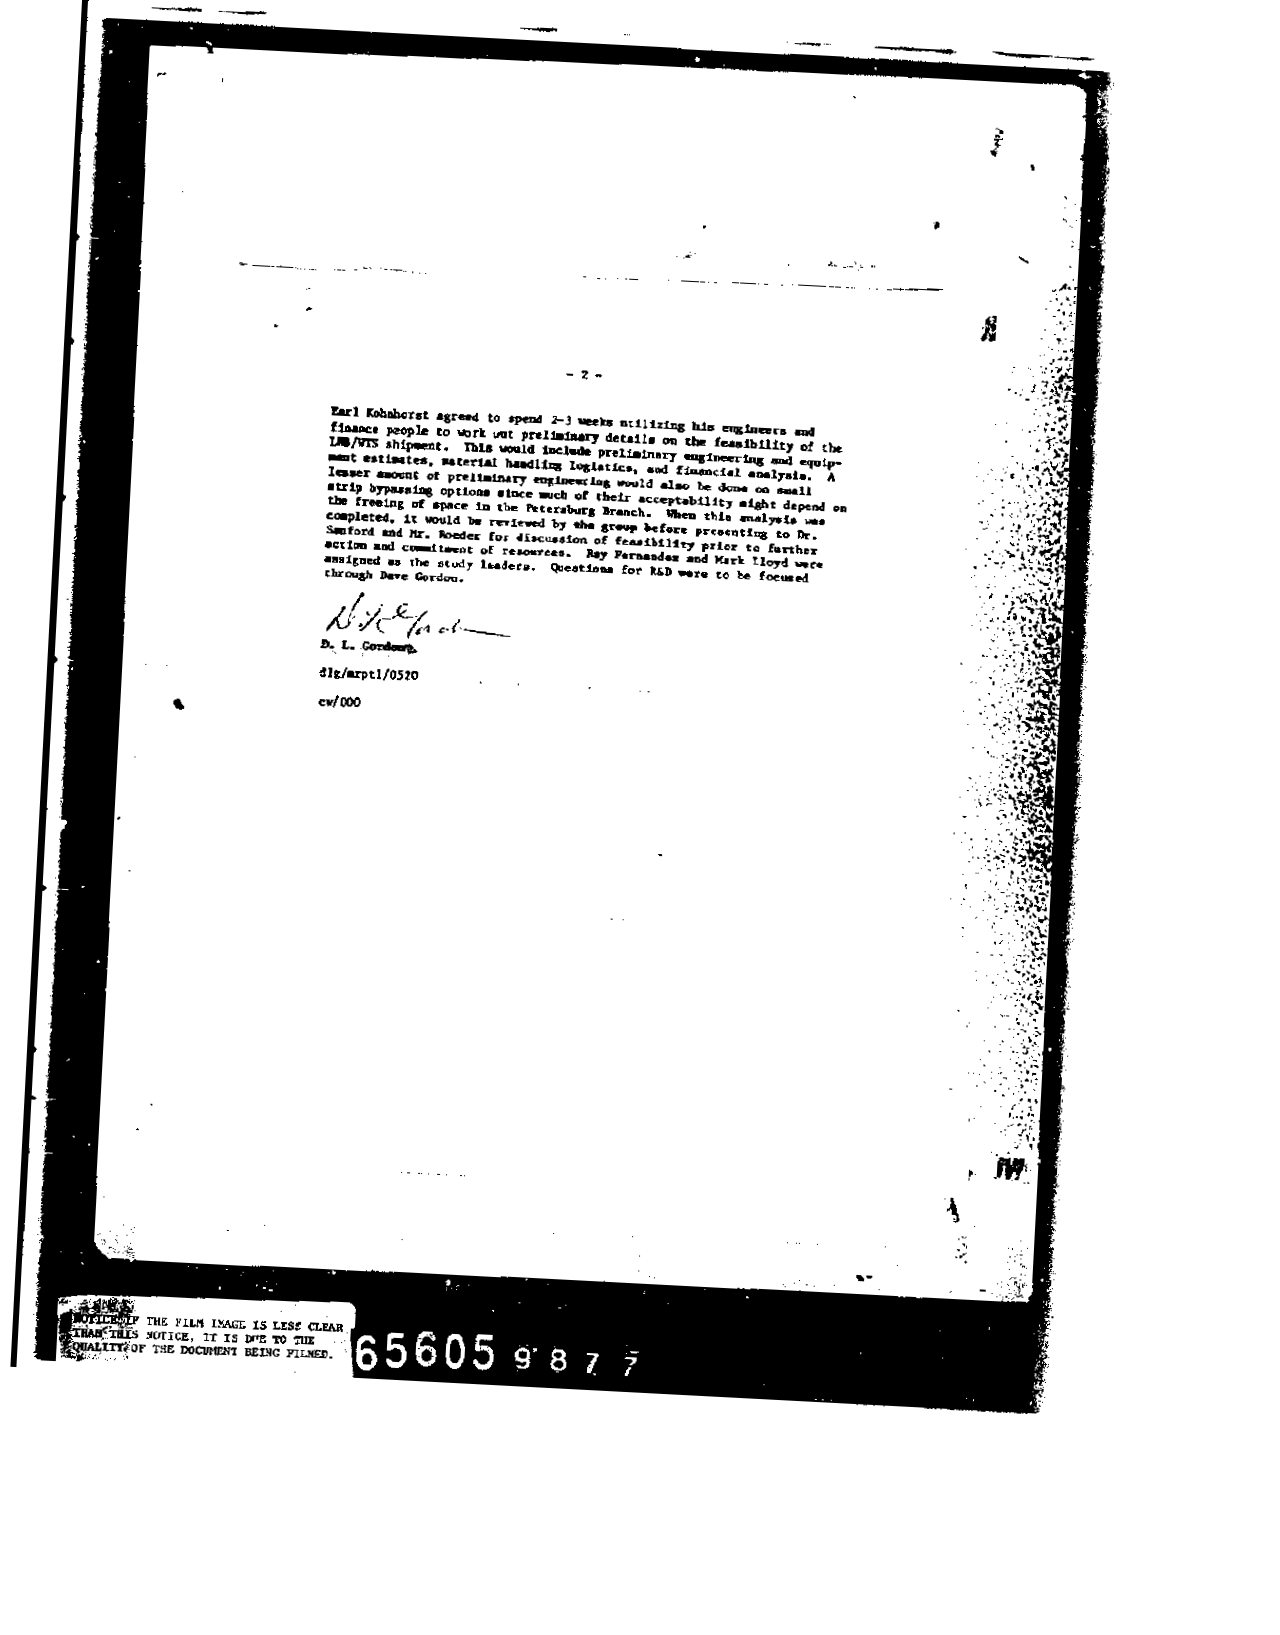 - 2 -
Earl Kohnhorst agreed to spend 2-3 weeks utilizing his engineers and
finance people to work out preliminary details on the feasibility of the
LMB/WTS shipment. This would include preliminary engineering and equip-
ment estimates, material handling logistics, and financial analysis. A
lesser amount of preliminary engineering would also be done on small
strip bypassing options since much of their acceptability might depend on
the freeing of space in the Petersburg Branch. When this analysis was
completed, it would be reviewed by the group before presenting to Dr.
Sanford and Mr. Roeder for discussion of feasibility prior to further
action and commitment of resources. Ray Fernandez and Mark Lloyd were
assigned as the study leaders. Questions for R&D were to be focused
through Dave Gordon.
D. L. Gordon
dlg/mrpt1/0520
cw/000
NOTICE IF THE FILM IMAGE IS LESS CLEAR
THAN THIS NOTICE, IT IS DUE TO THE
QUALITY OF THE DOCUMENT BEING FILMED.
65605 9877